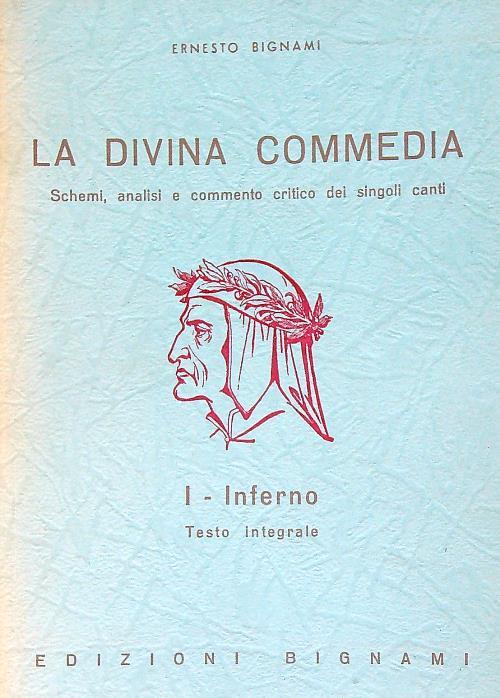 ERNESTO BIGNAMI
LA DIVINA COMMEDIA
Schemi, analisi e commento critico dei singoli canti
I - Inferno
Testo integrale
EDIZIONI BIGNAMI